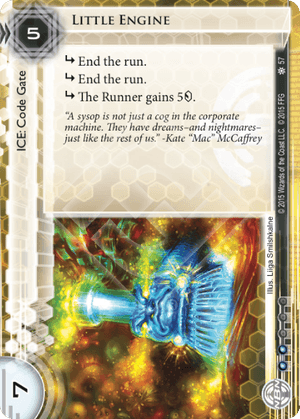 5
LITTLE ENGINE
End the run.
End the run.
The Runner gains 5
"A sysop is not just a cog in the corporate
machine. They have dreams–and nightmares–
just like the rest of us." -Kate "Mac" McCaffrey
ICE: Code Gate
57
© 2015 Wizards of the Coast LLC. © 2015 FFG
Illus. Liiga Smilshkalne
7